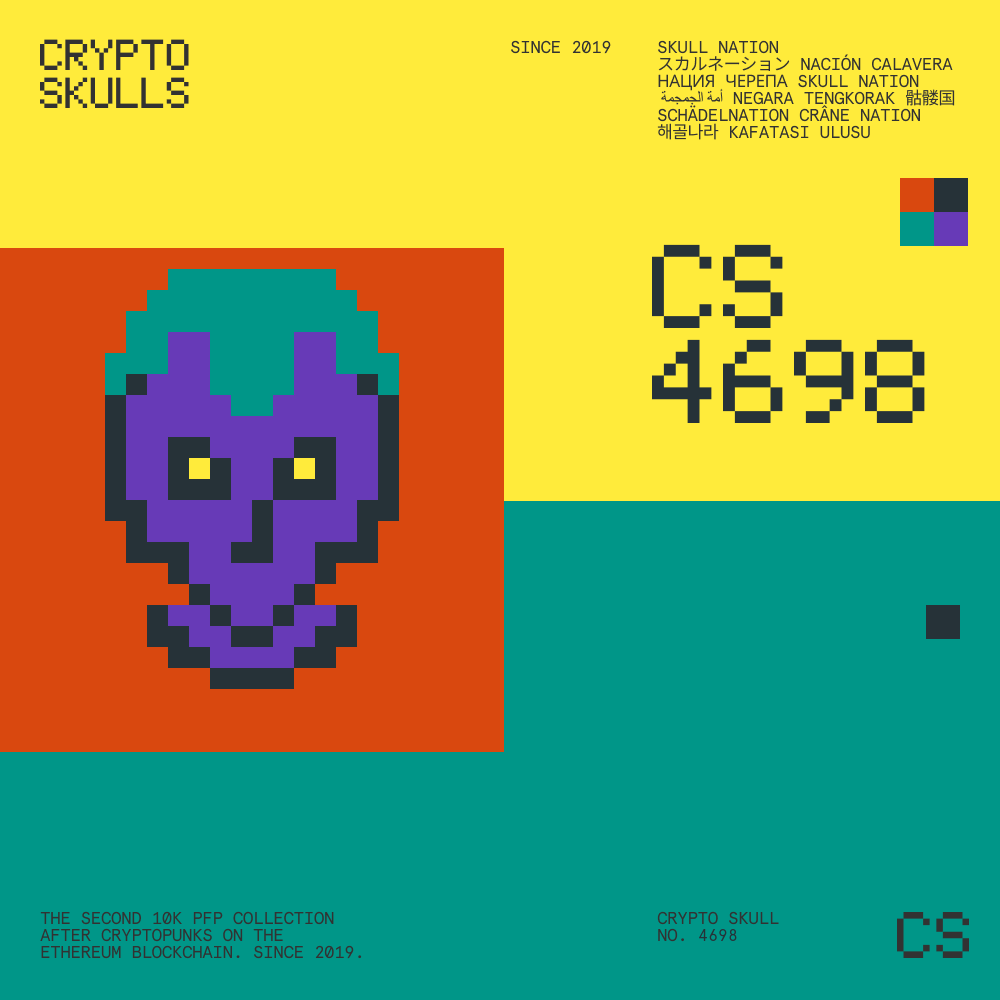 CRYPTO
SKULLS
SINCE 2019
SKULL NATION
スカルネーション NACIÓN CALAVERA
НАЦИЯ ЧЕРЕПА SKULL NATION
أمة الجمجمة NEGARA TENGKORAK 骷髅国
SCHÄDELNATION CRÂNE NATION
해골나라 KAFATASI ULUSU
CS
4698
THE SECOND 10K PFP COLLECTION
AFTER CRYPTOPUNKS ON THE
ETHEREUM BLOCKCHAIN. SINCE 2019.
CRYPTO SKULL
NO. 4698
CS